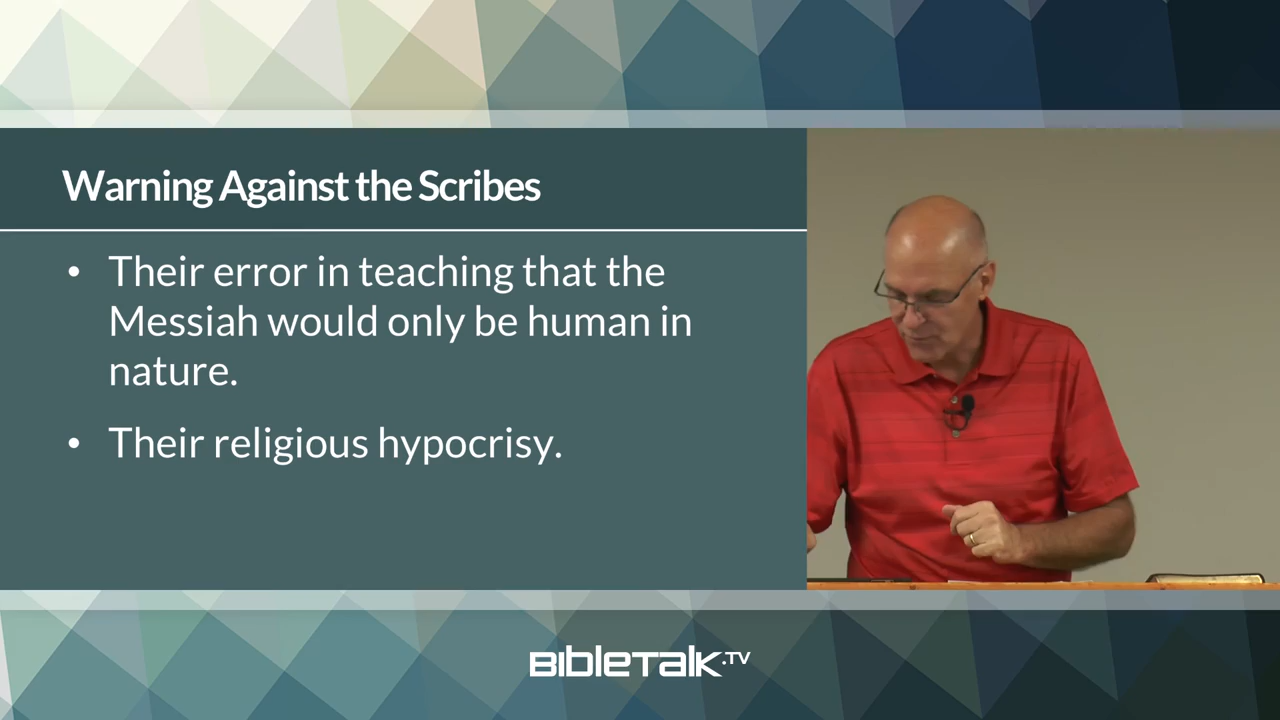 Warning Against the Scribes
• Their error in teaching that the
Messiah would only be human in
nature.
• Their religious hypocrisy.
BIBLETALK.TV